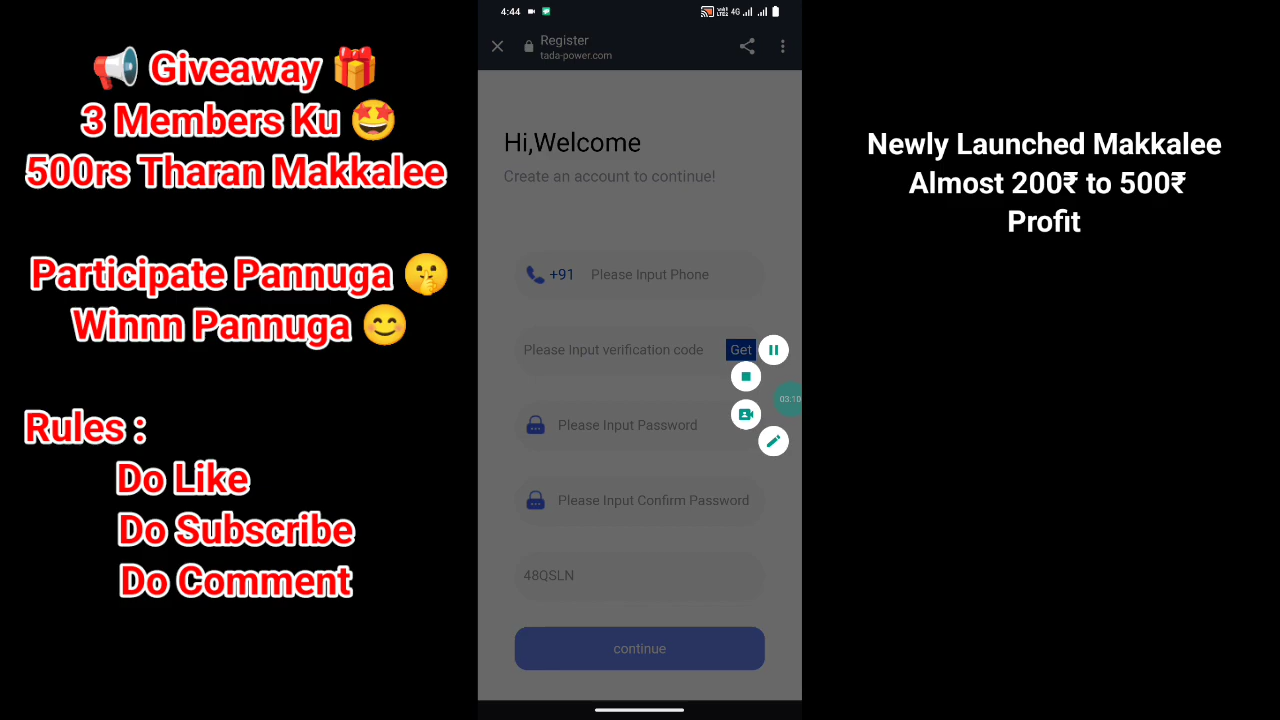 📢 Giveaway 🎁
3 Members Ku 🤩
500rs Tharan Makkalee
Participate Pannuga 🤫
Winnn Pannuga 😊
Rules :
Do Like
Do Subscribe
Do Comment
4:44
4G
Register
tada-power.com
Hi,Welcome
Create an account to continue!
+91 Please Input Phone
Please Input verification code Get
Please Input Password
Please Input Confirm Password
48QSLN
continue
03:10
Newly Launched Makkalee
Almost 200₹ to 500₹
Profit